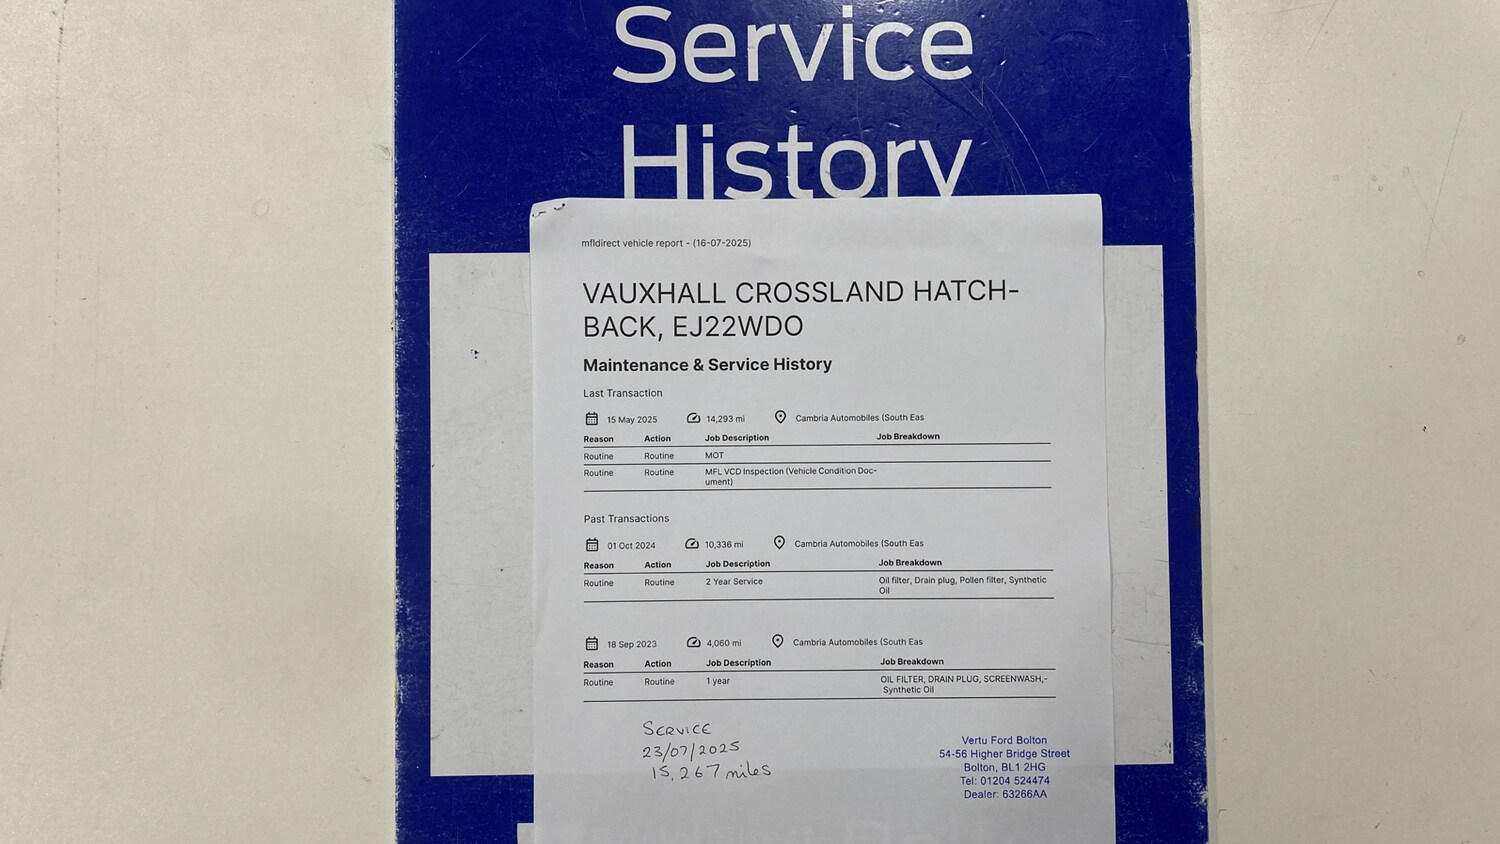 Service
History
mfldirect vehicle report - (16-07-2025)
VAUXHALL CROSSLAND HATCH-
BACK, EJ22WDO
Maintenance & Service History
Last Transaction
15 May 2025 14,293 mi Cambria Automobiles (South Eas
Reason Action Job Description Job Breakdown
Routine Routine MOT
Routine Routine MFL VCD Inspection (Vehicle Condition Doc-
ument)
Past Transactions
01 Oct 2024 10,336 mi Cambria Automobiles (South Eas
Reason Action Job Description Job Breakdown
Routine Routine 2 Year Service Oil filter, Drain plug, Pollen filter, Synthetic
Oil
18 Sep 2023 4,060 mi Cambria Automobiles (South Eas
Reason Action Job Description Job Breakdown
Routine Routine 1 year OIL FILTER, DRAIN PLUG, SCREENWASH,-
Synthetic Oil
SERVICE
23/07/2025
15,267 miles
Vertu Ford Bolton
54-56 Higher Bridge Street
Bolton, BL1 2HG
Tel: 01204 524474
Dealer: 63266AA